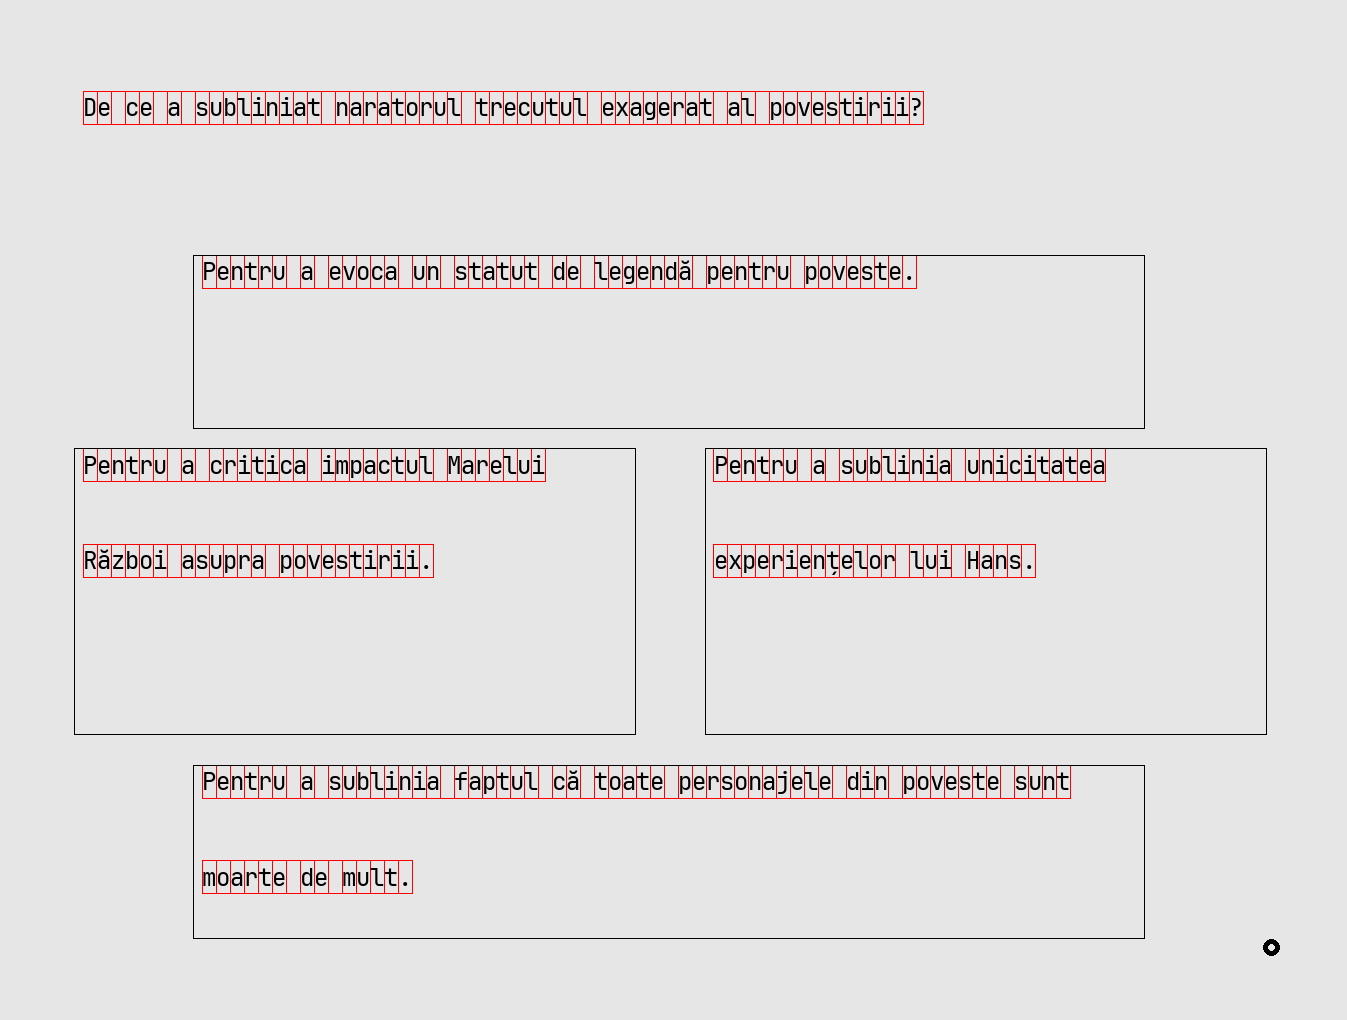 De ce a subliniat naratorul trecutul exagerat al povestirii?
Pentru a evoca un statut de legendă pentru poveste.
Pentru a critica impactul Marelui
Război asupra povestirii.
Pentru a sublinia unicitatea
experiențelor lui Hans.
Pentru a sublinia faptul că toate personajele din poveste sunt
moarte de mult.